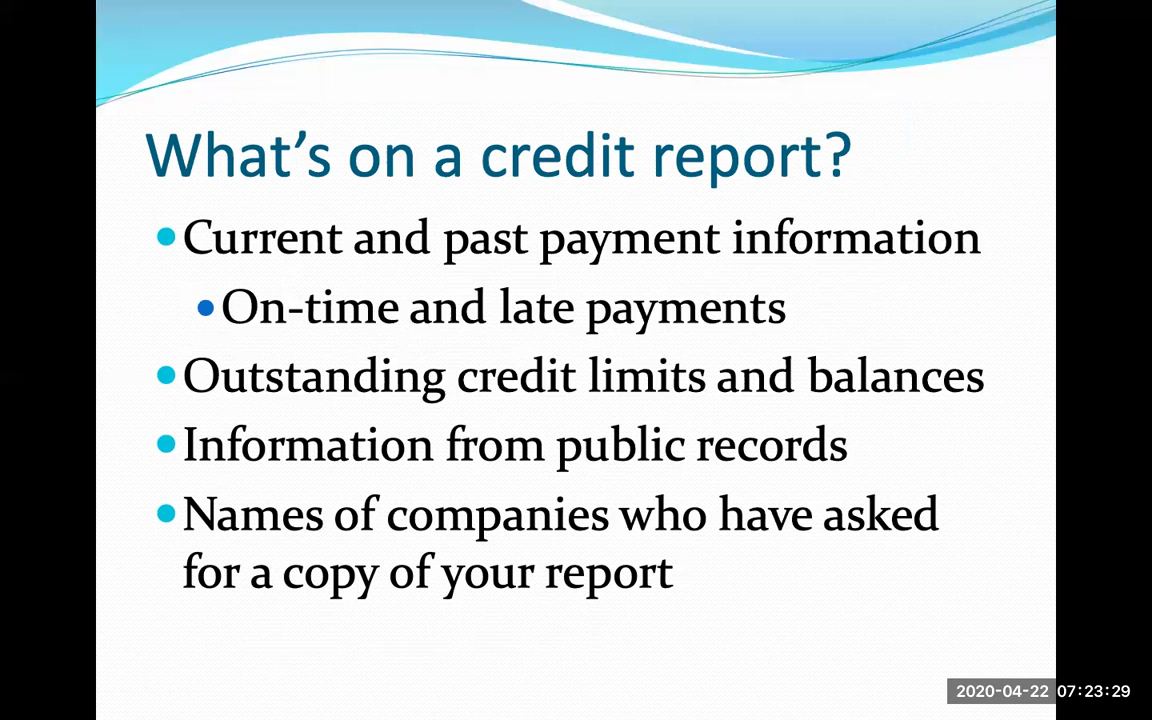 What's on a credit report?
•Current and past payment information
•On-time and late payments
•Outstanding credit limits and balances
•Information from public records
•Names of companies who have asked
for a copy of your report
2020-04-22 07:23:29